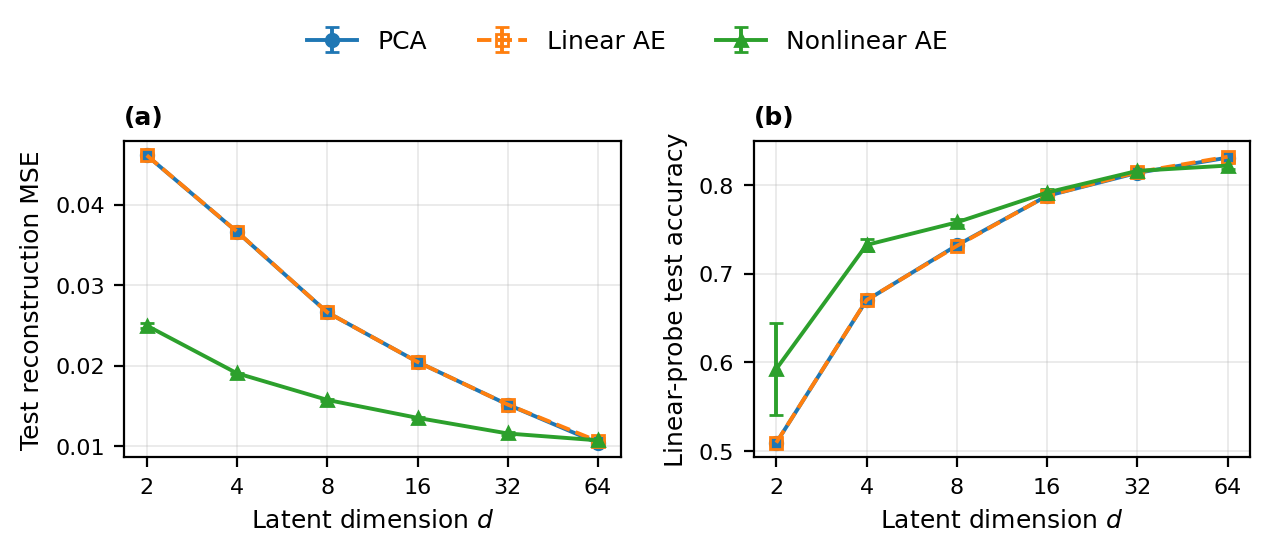 PCA Linear AE Nonlinear AE
(a)
Test reconstruction MSE
0.04
0.03
0.02
0.01
2 4 8 16 32 64
Latent dimension d
(b)
Linear-probe test accuracy
0.8
0.7
0.6
0.5
2 4 8 16 32 64
Latent dimension d